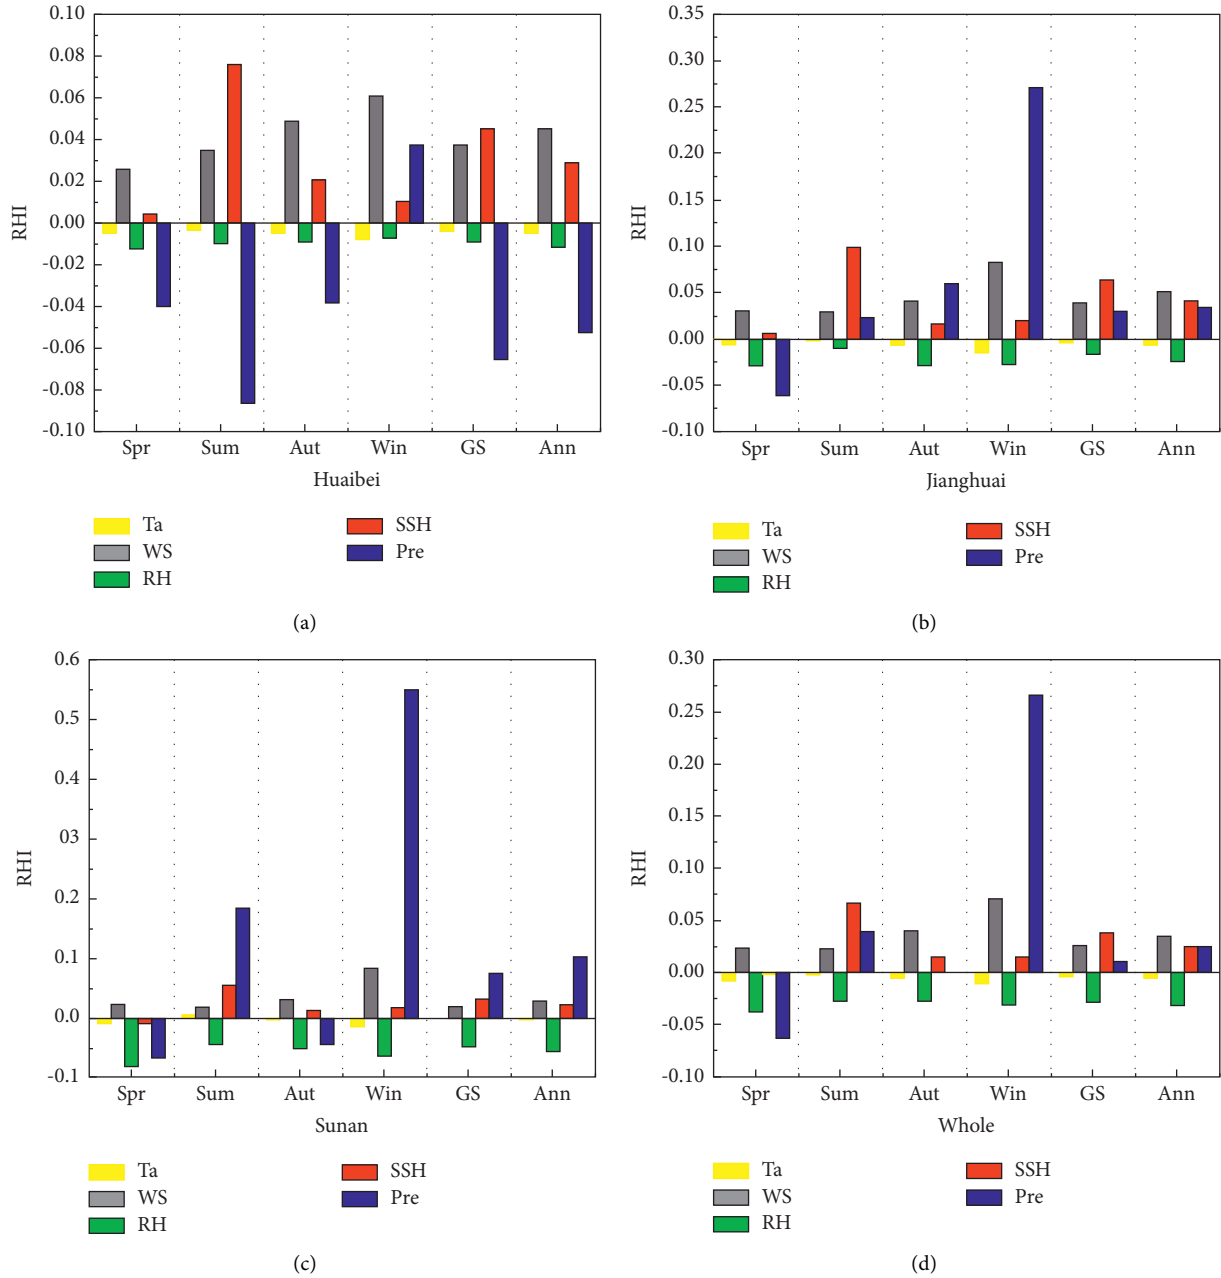 0.10
0.08
0.06
0.04
0.02
0.00
-0.02
-0.04
-0.06
-0.08
-0.10
RHI
Spr Sum Aut Win GS Ann
Huaibei
Ta SSH
WS Pre
RH
(a)
0.35
0.30
0.25
0.20
0.15
0.10
0.05
0.00
-0.05
-0.10
RHI
Spr Sum Aut Win GS Ann
Jianghuai
Ta SSH
WS Pre
RH
(b)
0.6
0.5
0.4
03
0.2
0.1
0.0
-0.1
RHI
Spr Sum Aut Win GS Ann
Sunan
Ta SSH
WS Pre
RH
(c)
0.30
0.25
0.20
0.15
0.10
0.05
0.00
-0.05
-0.10
RHI
Spr Sum Aut Win GS Ann
Whole
Ta SSH
WS Pre
RH
(d)